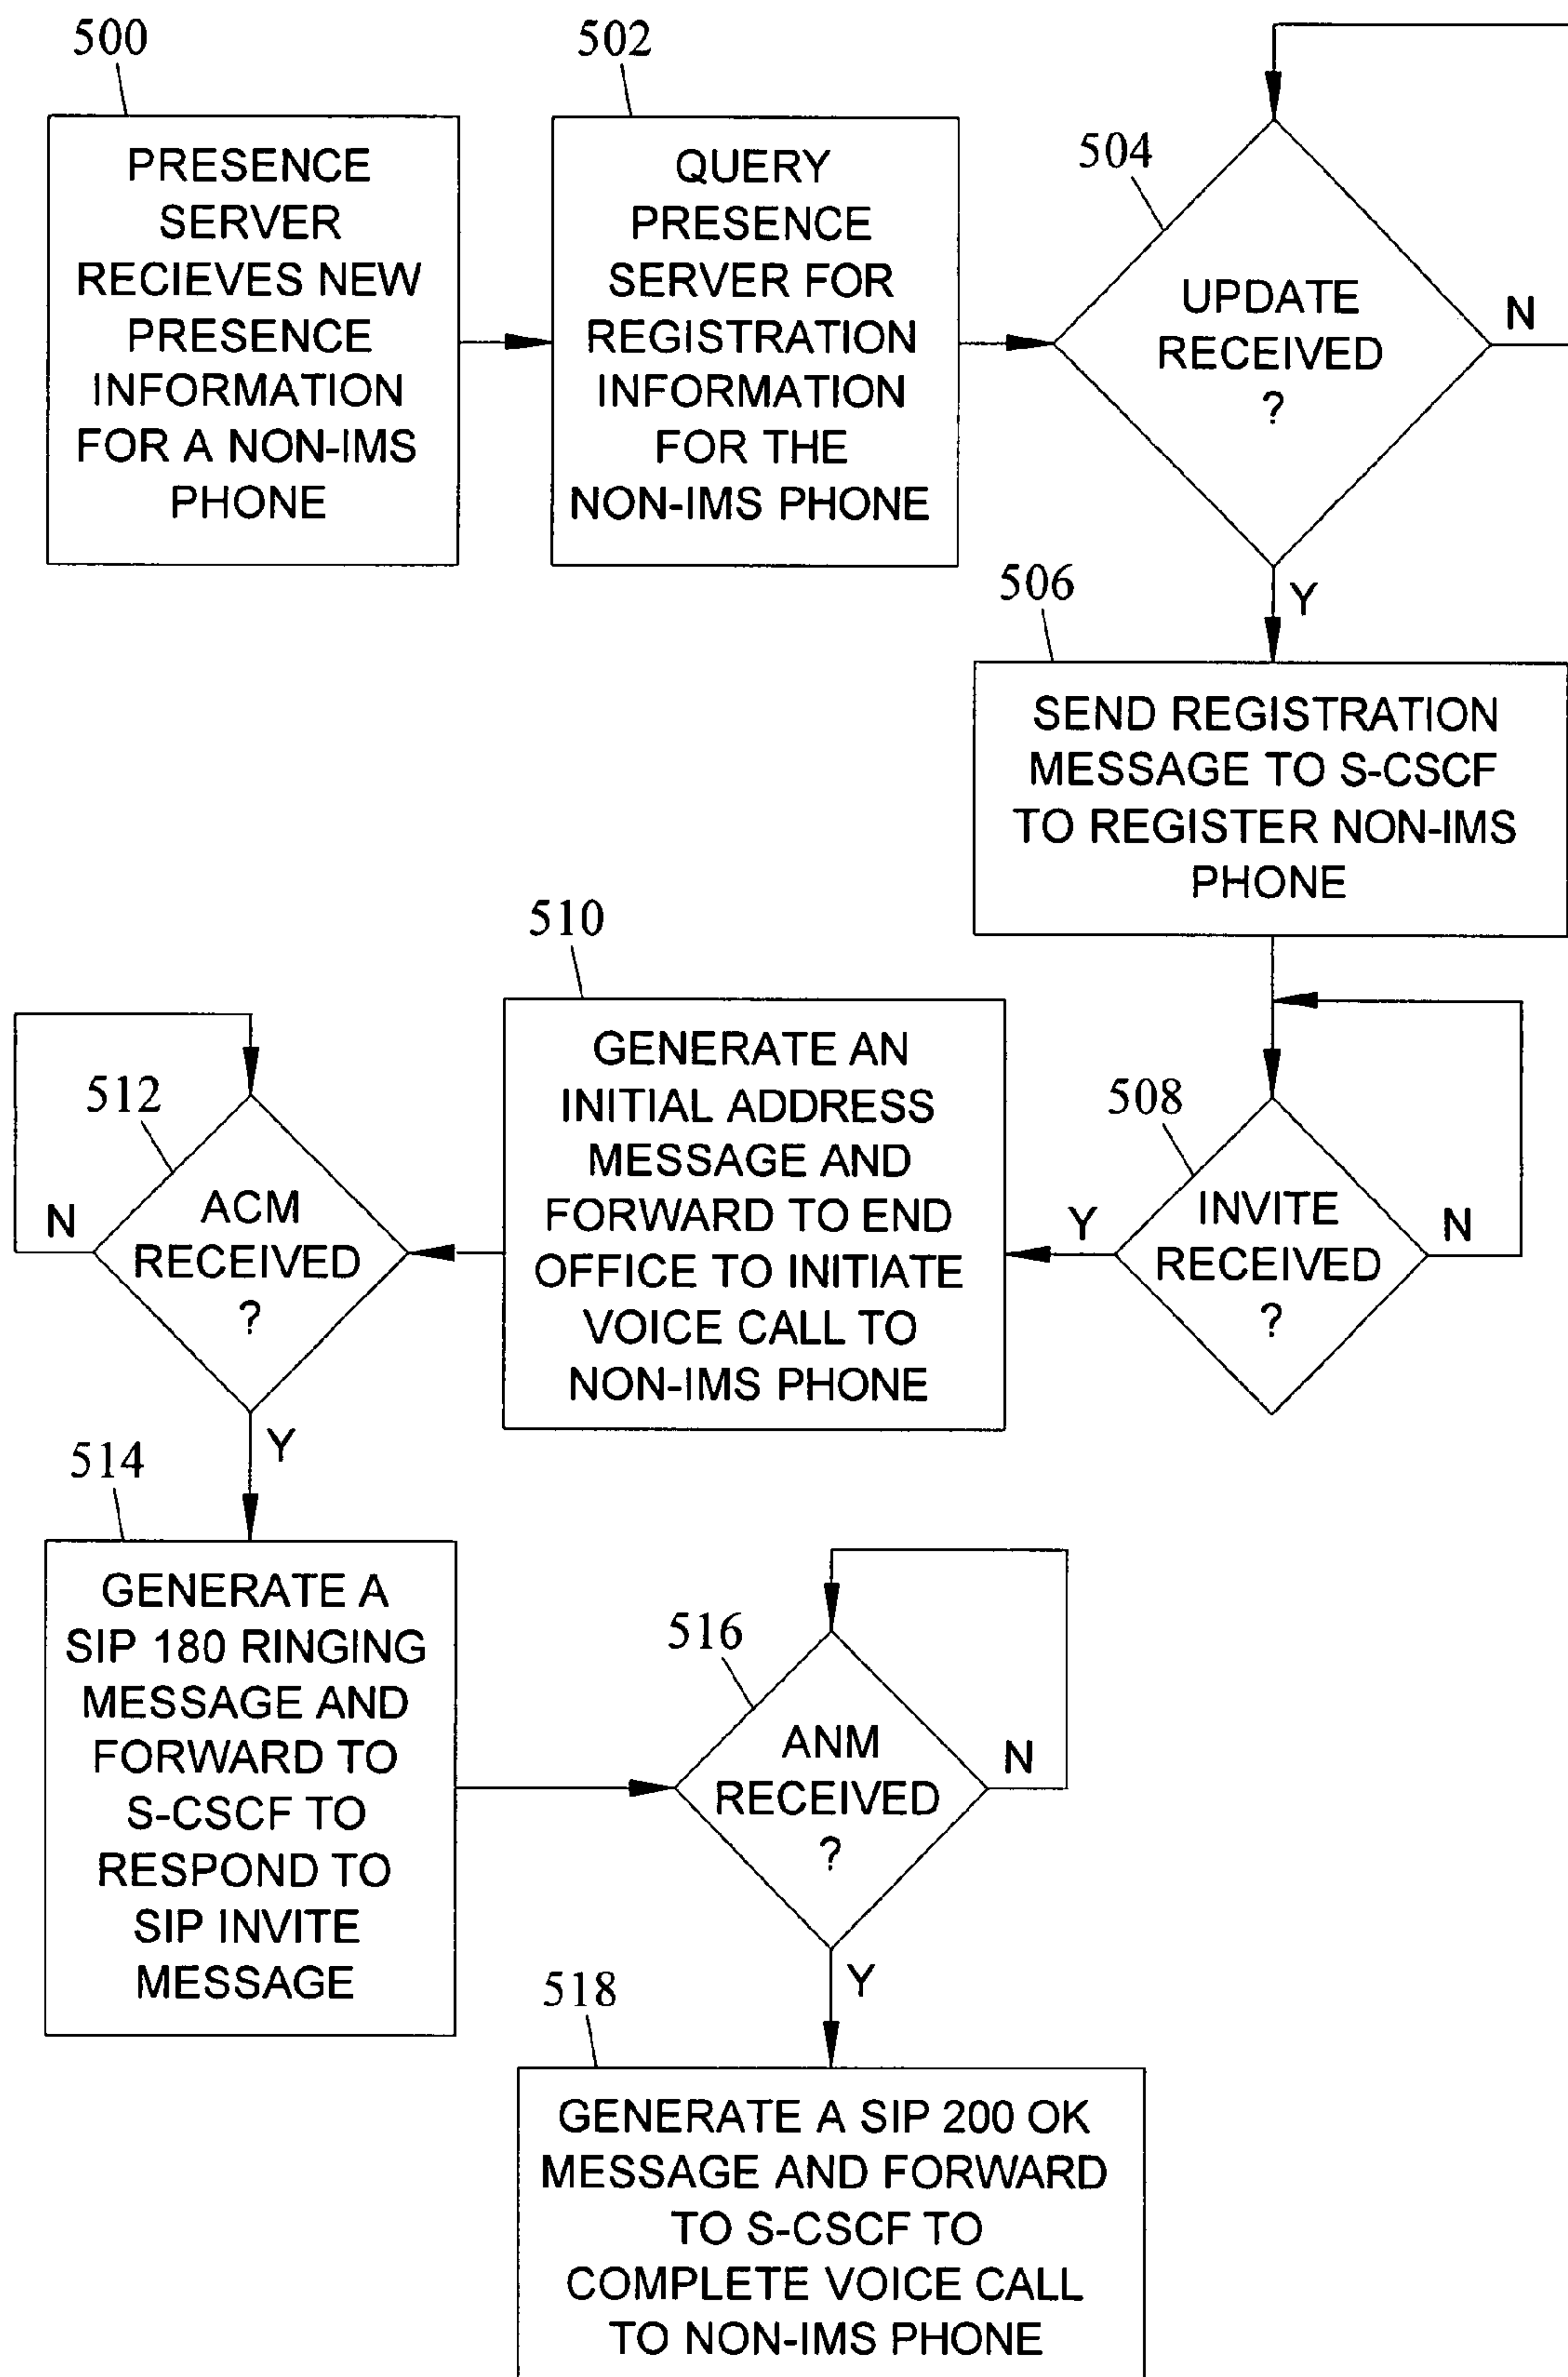 500
PRESENCE
SERVER
RECIEVES NEW
PRESENCE
INFORMATION
FOR A NON-IMS
PHONE
502
QUERY
PRESENCE
SERVER FOR
REGISTRATION
INFORMATION
FOR THE
NON-IMS PHONE
504
UPDATE
RECEIVED
?
N
Y
506
SEND REGISTRATION
MESSAGE TO S-CSCF
TO REGISTER NON-IMS
PHONE
508
INVITE
RECEIVED
?
N
Y
510
GENERATE AN
INITIAL ADDRESS
MESSAGE AND
FORWARD TO END
OFFICE TO INITIATE
VOICE CALL TO
NON-IMS PHONE
512
ACM
RECEIVED
?
N
Y
514
GENERATE A
SIP 180 RINGING
MESSAGE AND
FORWARD TO
S-CSCF TO
RESPOND TO
SIP INVITE
MESSAGE
516
ANM
RECEIVED
?
N
Y
518
GENERATE A SIP 200 OK
MESSAGE AND FORWARD
TO S-CSCF TO
COMPLETE VOICE CALL
TO NON-IMS PHONE